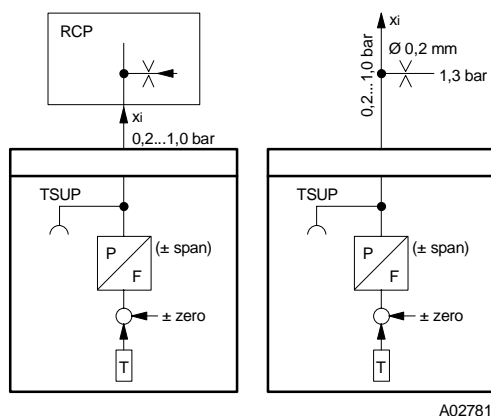 RCP
xi
0,2...1,0 bar
TSUP
P
F
(± span)
± zero
T
xi
Ø 0,2 mm
0,2...1,0 bar
1,3 bar
TSUP
P
F
(± span)
± zero
T
A02781